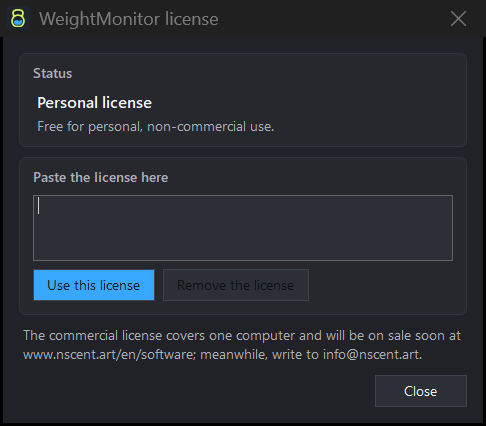 WeightMonitor license
Status
Personal license
Free for personal, non-commercial use.
Paste the license here
Use this license
Remove the license
The commercial license covers one computer and will be on sale soon at
www.nscent.art/en/software; meanwhile, write to info@nscent.art.
Close